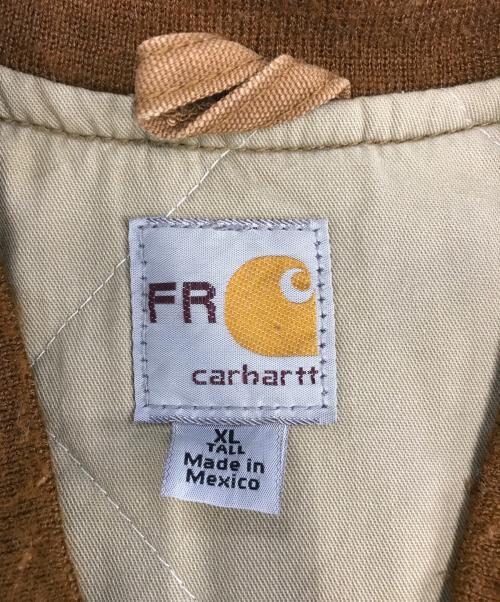 FR
carhartt
XL
TALL
Made in
Mexico